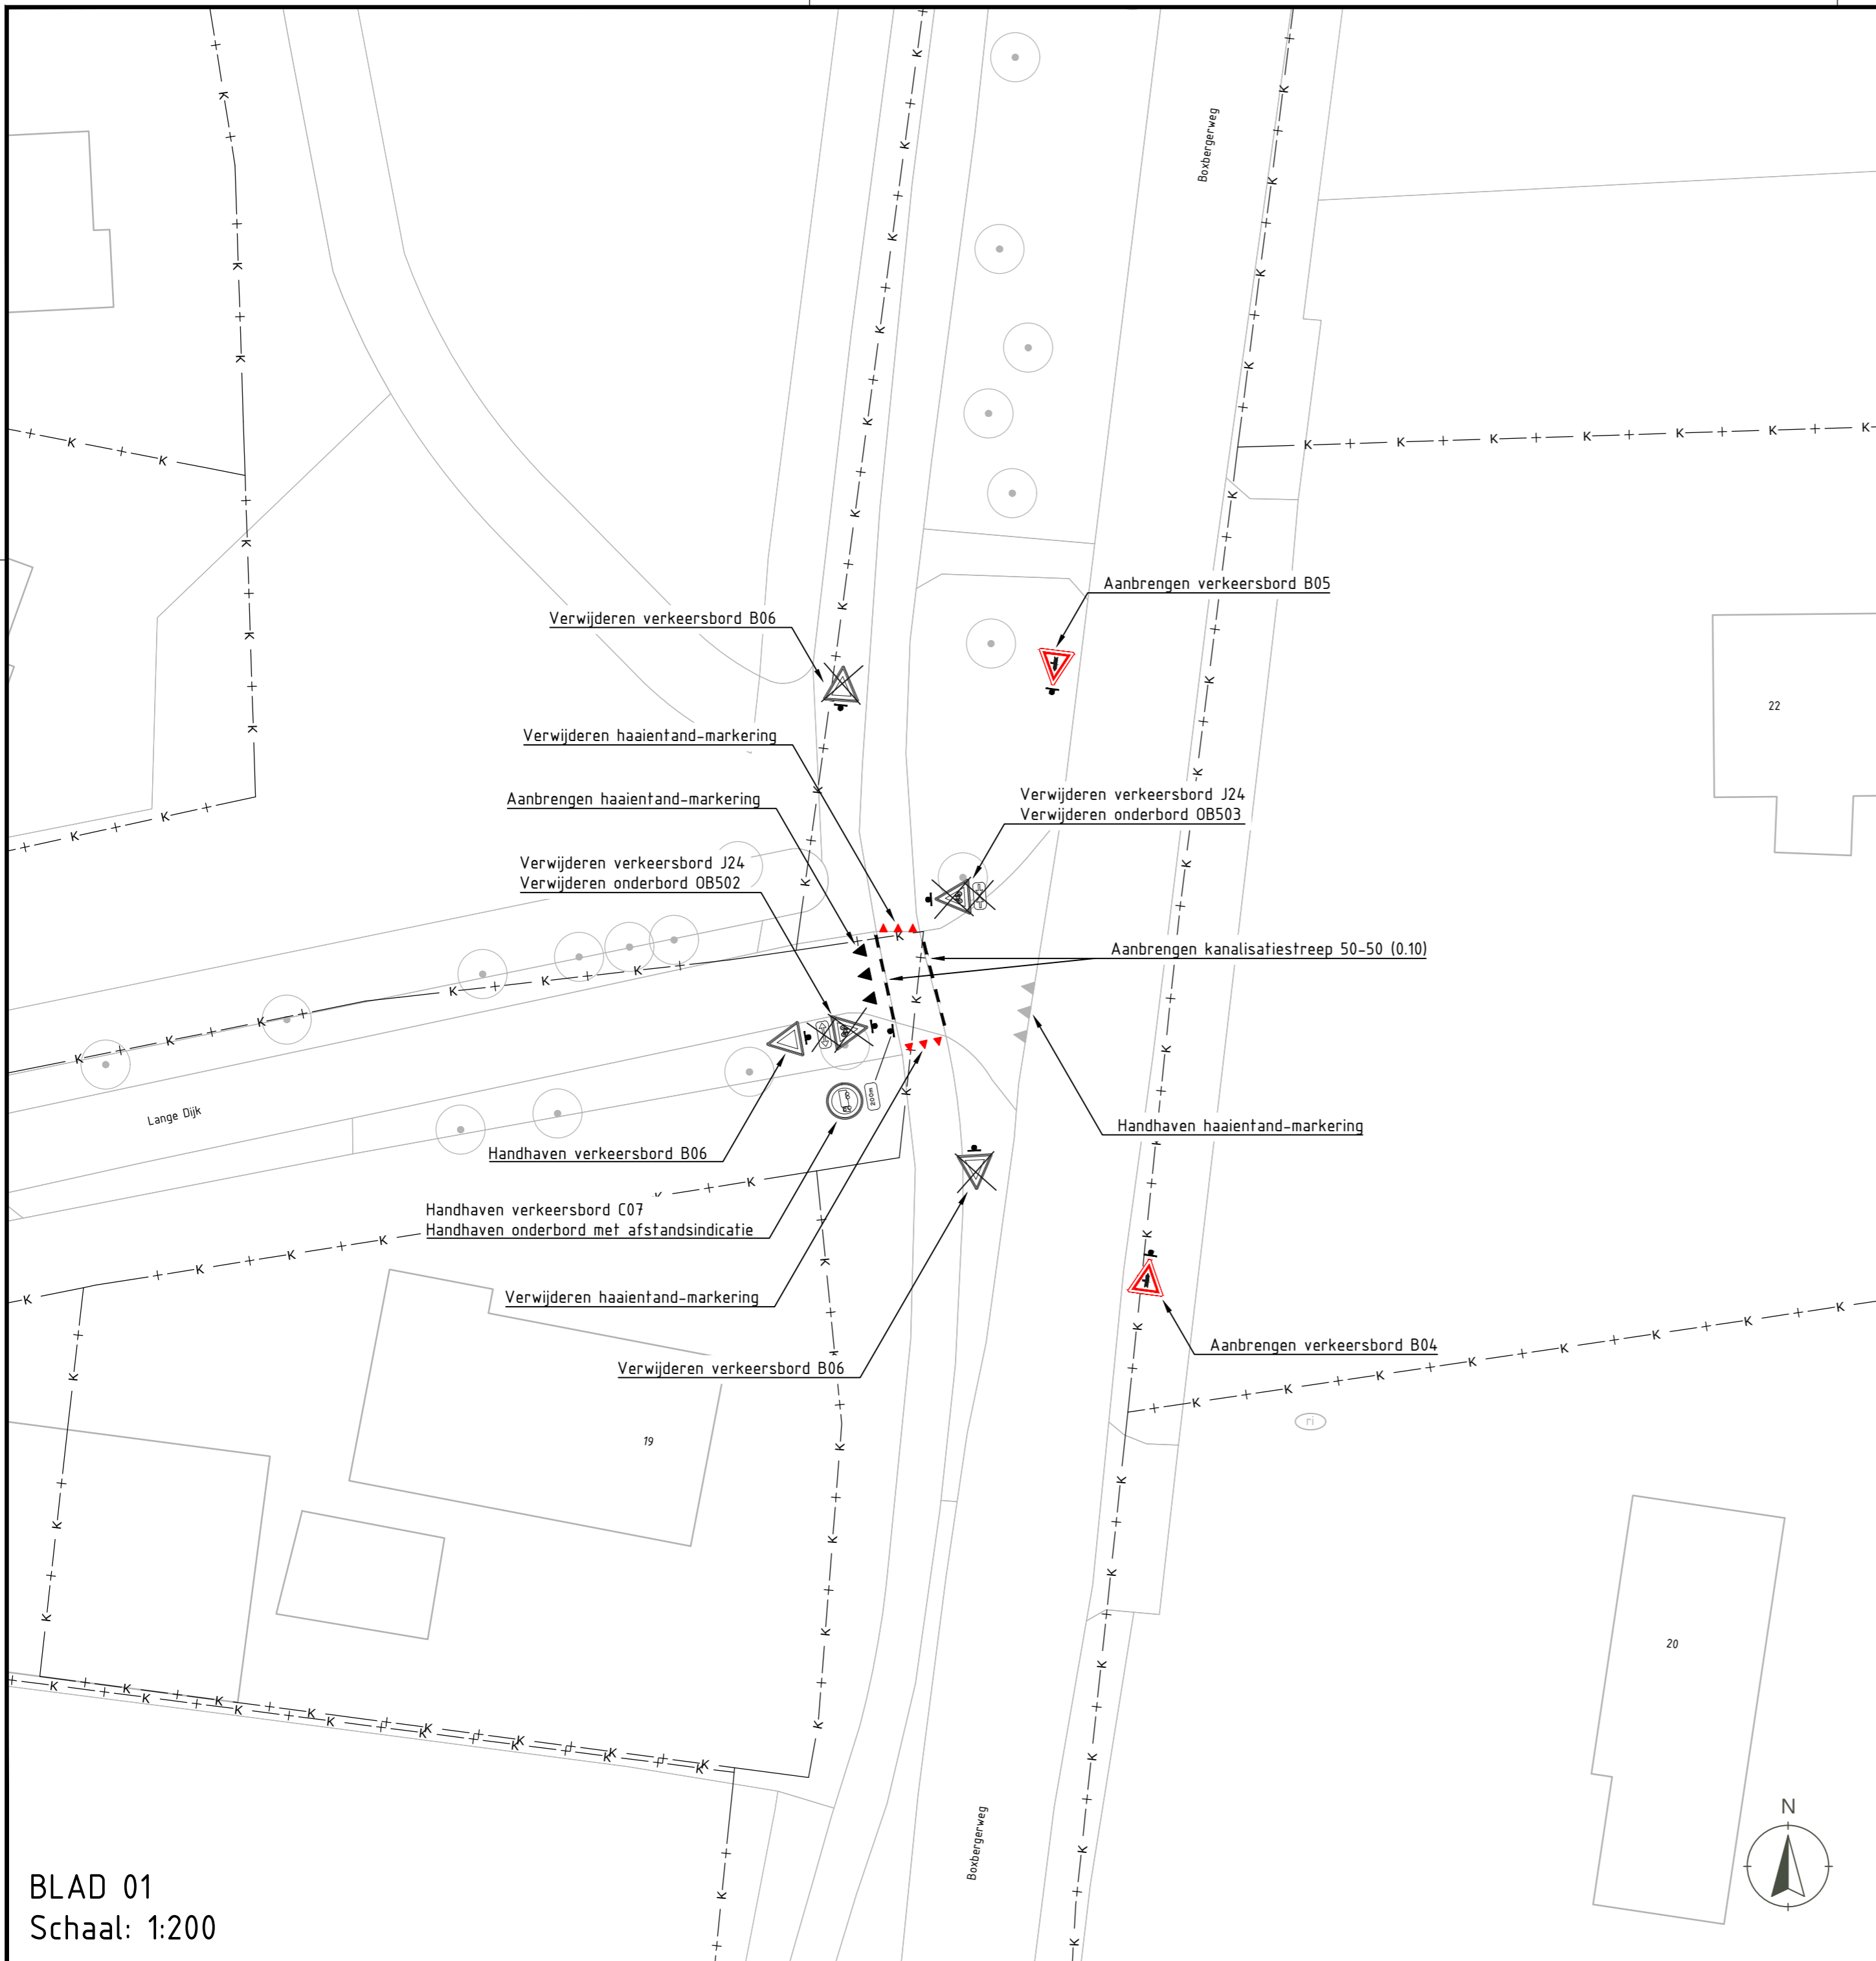 Boxbergerweg
Aanbrengen verkeersbord B05
Verwijderen verkeersbord B06
22
Verwijderen haaientand-markering
Aanbrengen haaientand-markering
Verwijderen verkeersbord J24
Verwijderen onderbord OB503
Verwijderen verkeersbord J24
Verwijderen onderbord OB502
Aanbrengen kanalisatiestreep 50-50 (0.10)
200m
Lange Dijk
Handhaven haaientand-markering
Handhaven verkeersbord B06
Handhaven verkeersbord C07
Handhaven onderbord met afstandsindicatie
Verwijderen haaientand-markering
Aanbrengen verkeersbord B04
Verwijderen verkeersbord B06
ri
19
20
Boxbergerweg
N
BLAD 01
Schaal: 1:200